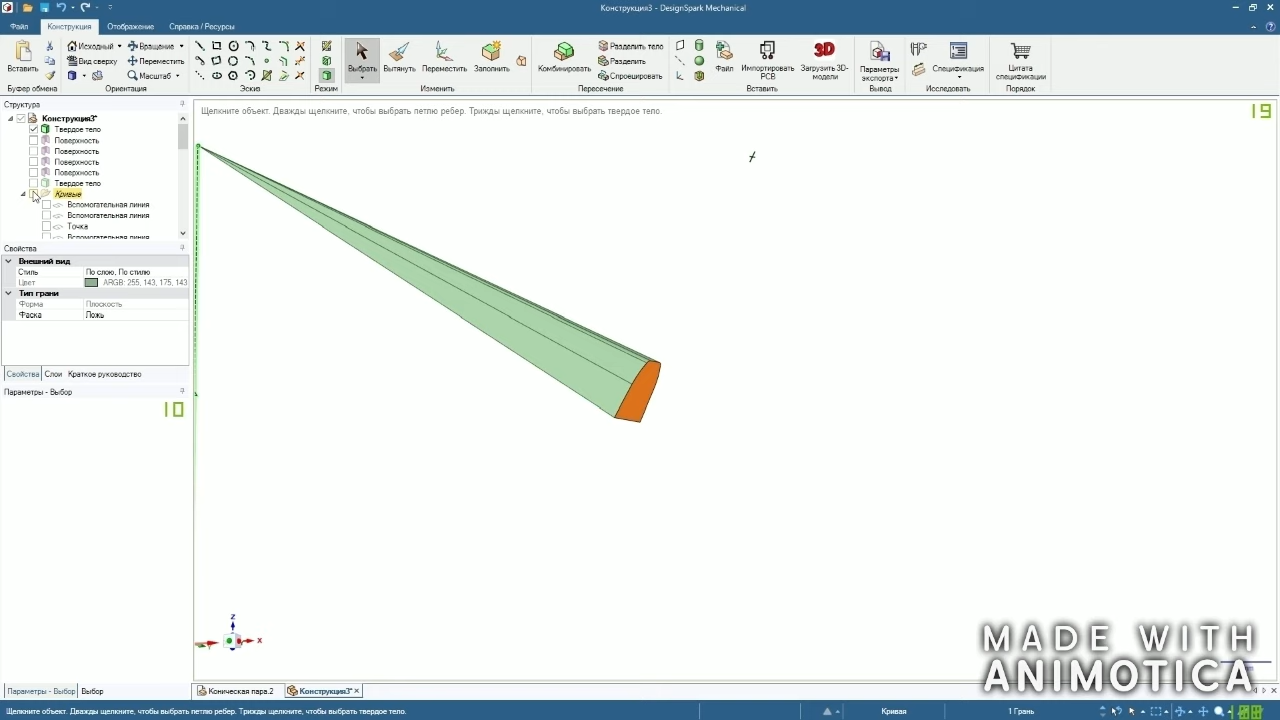 Конструкция3 - DesignSpark Mechanical
Файл Конструкция Отображение Справка / Ресурсы
Вставить
Буфер обмена
Исходный Вращение
Вид сверху Переместить
Масштаб
Ориентация
Эскиз
Режим
Выбрать Вытянуть Переместить Заполнить
Изменить
Комбинировать
Разделить тело
Разделить
Спроецировать
Пересечение
Файл
Импортировать
PCB
3D
Загрузить 3D-
модели
Вставить
Параметры
экспорта
Вывод
Спецификация
Исследовать
Цитата
спецификации
Порядок
Структура
Конструкция3*
Твердое тело
Поверхность
Поверхность
Поверхность
Поверхность
Твердое тело
Кривые
Вспомогательная линия
Вспомогательная линия
Точка
Вспомогательная линия
Свойства
Внешний вид
Стиль По слою, По стилю
Цвет ARGB: 255, 143, 175, 143
Тип грани
Форма Плоскость
Фаска Ложь
Свойства Слои Краткое руководство
Параметры - Выбор
10
Щелкните объект. Дважды щелкните, чтобы выбрать петлю ребер. Трижды щелкните, чтобы выбрать твердое тело.
19
Z
X
MADE WITH
ANIMOTICA
Параметры - Выбор Выбор
Коническая пара.2 Конструкция3*
Щелкните объект. Дважды щелкните, чтобы выбрать петлю ребер. Трижды щелкните, чтобы выбрать твердое тело.
Кривая
1 Грань